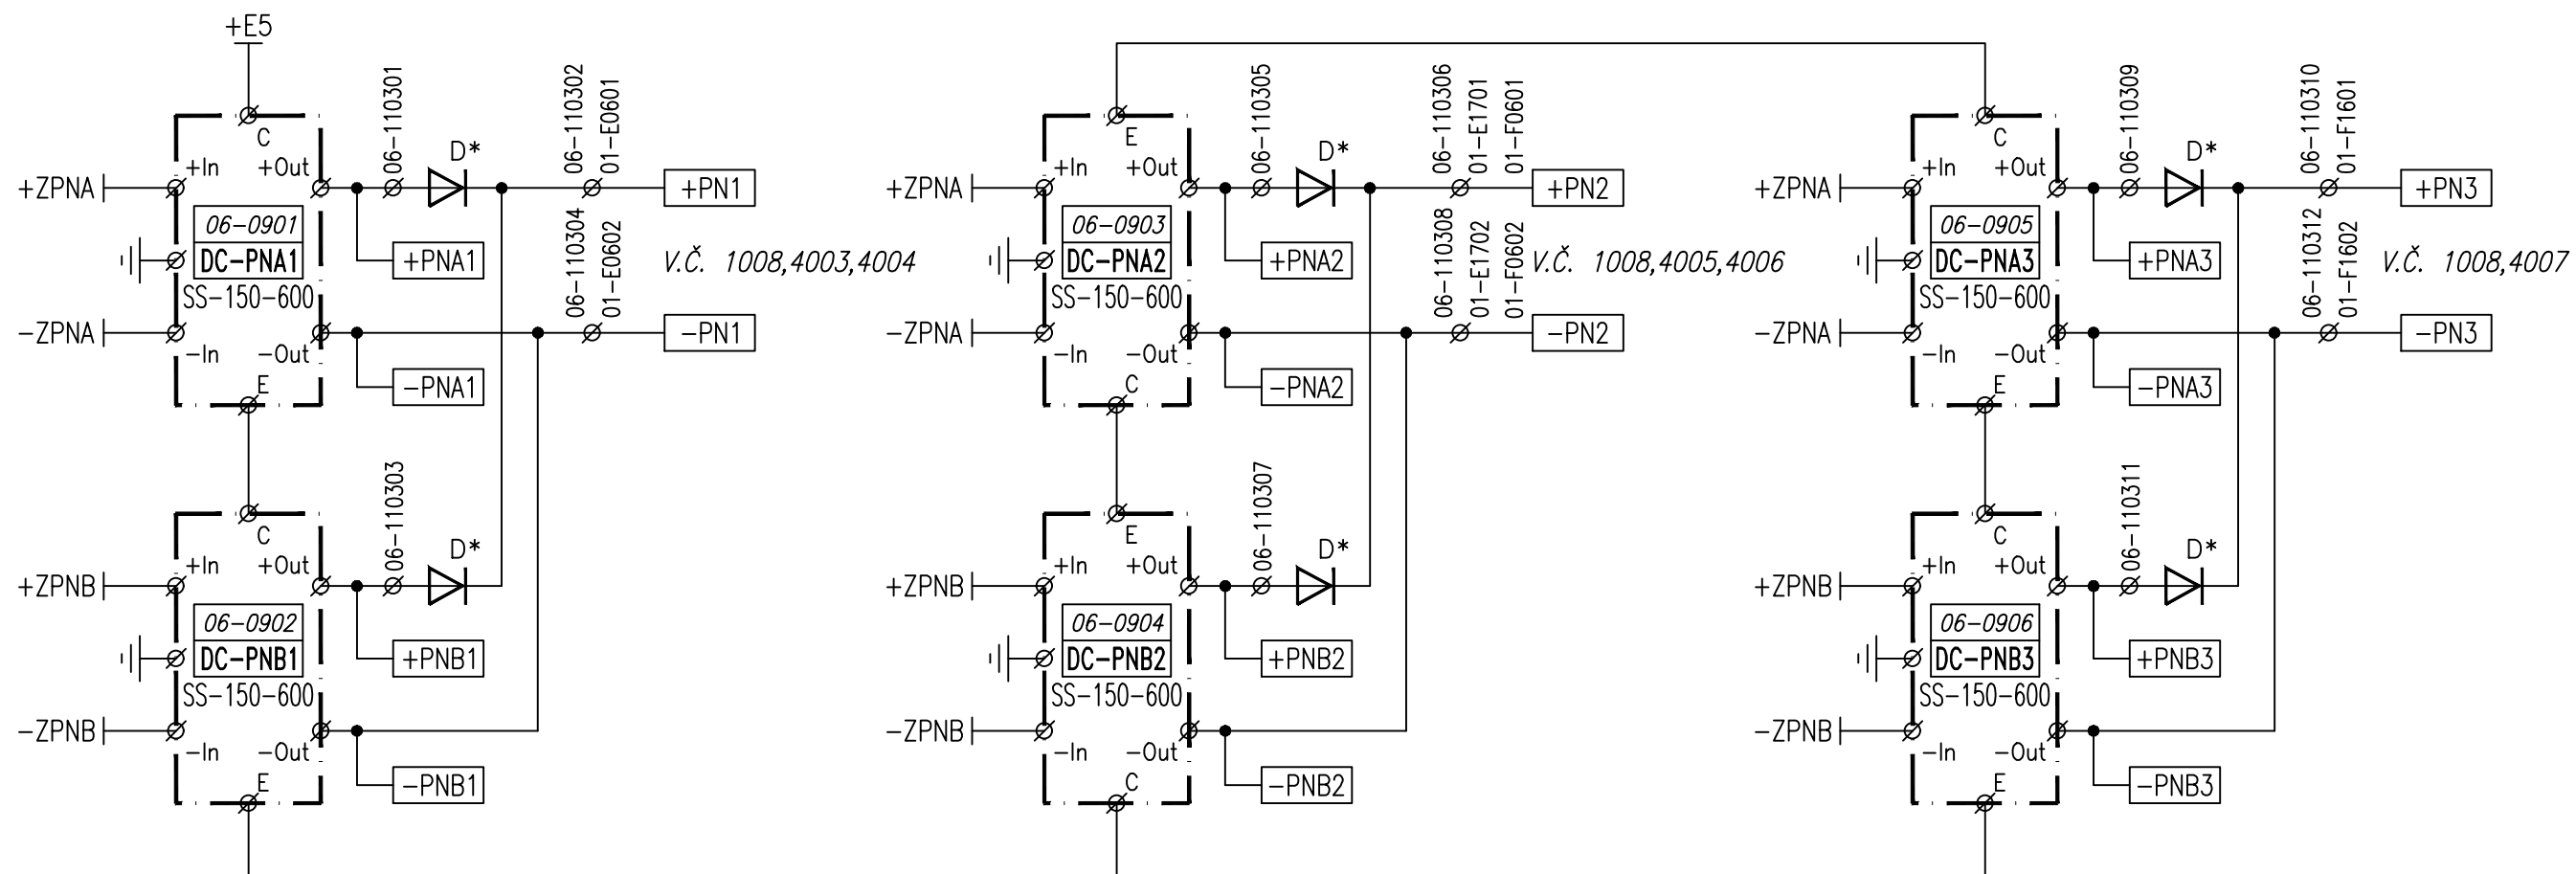 +E5
06-110301
06-110302
01-E0601
C
+In
+Out
D*
+ZPNA
+PN1
06-0901
DC-PNA1
SS-150-600
+PNA1
06-110304
01-E0602
V.Č. 1008,4003,4004
-ZPNA
-In
-Out
-PN1
E
-PNA1
06-110303
C
+In
+Out
D*
+ZPNB
06-0902
DC-PNB1
SS-150-600
+PNB1
-ZPNB
-In
-Out
E
-PNB1
06-110305
06-110306
01-E1701
01-F0601
E
+In
+Out
D*
+ZPNA
+PN2
06-0903
DC-PNA2
SS-150-600
+PNA2
06-110308
01-E1702
01-F0602
V.Č. 1008,4005,4006
-ZPNA
-In
-Out
-PN2
C
-PNA2
06-110307
E
+In
+Out
D*
+ZPNB
06-0904
DC-PNB2
SS-150-600
+PNB2
-ZPNB
-In
-Out
C
-PNB2
06-110309
06-110310
01-F1601
C
+In
+Out
D*
+ZPNA
+PN3
06-0905
DC-PNA3
SS-150-600
+PNA3
06-110312
01-F1602
V.Č. 1008,4007
-ZPNA
-In
-Out
-PN3
E
-PNA3
06-110311
C
+In
+Out
D*
+ZPNB
06-0906
DC-PNB3
SS-150-600
+PNB3
-ZPNB
-In
-Out
E
-PNB3